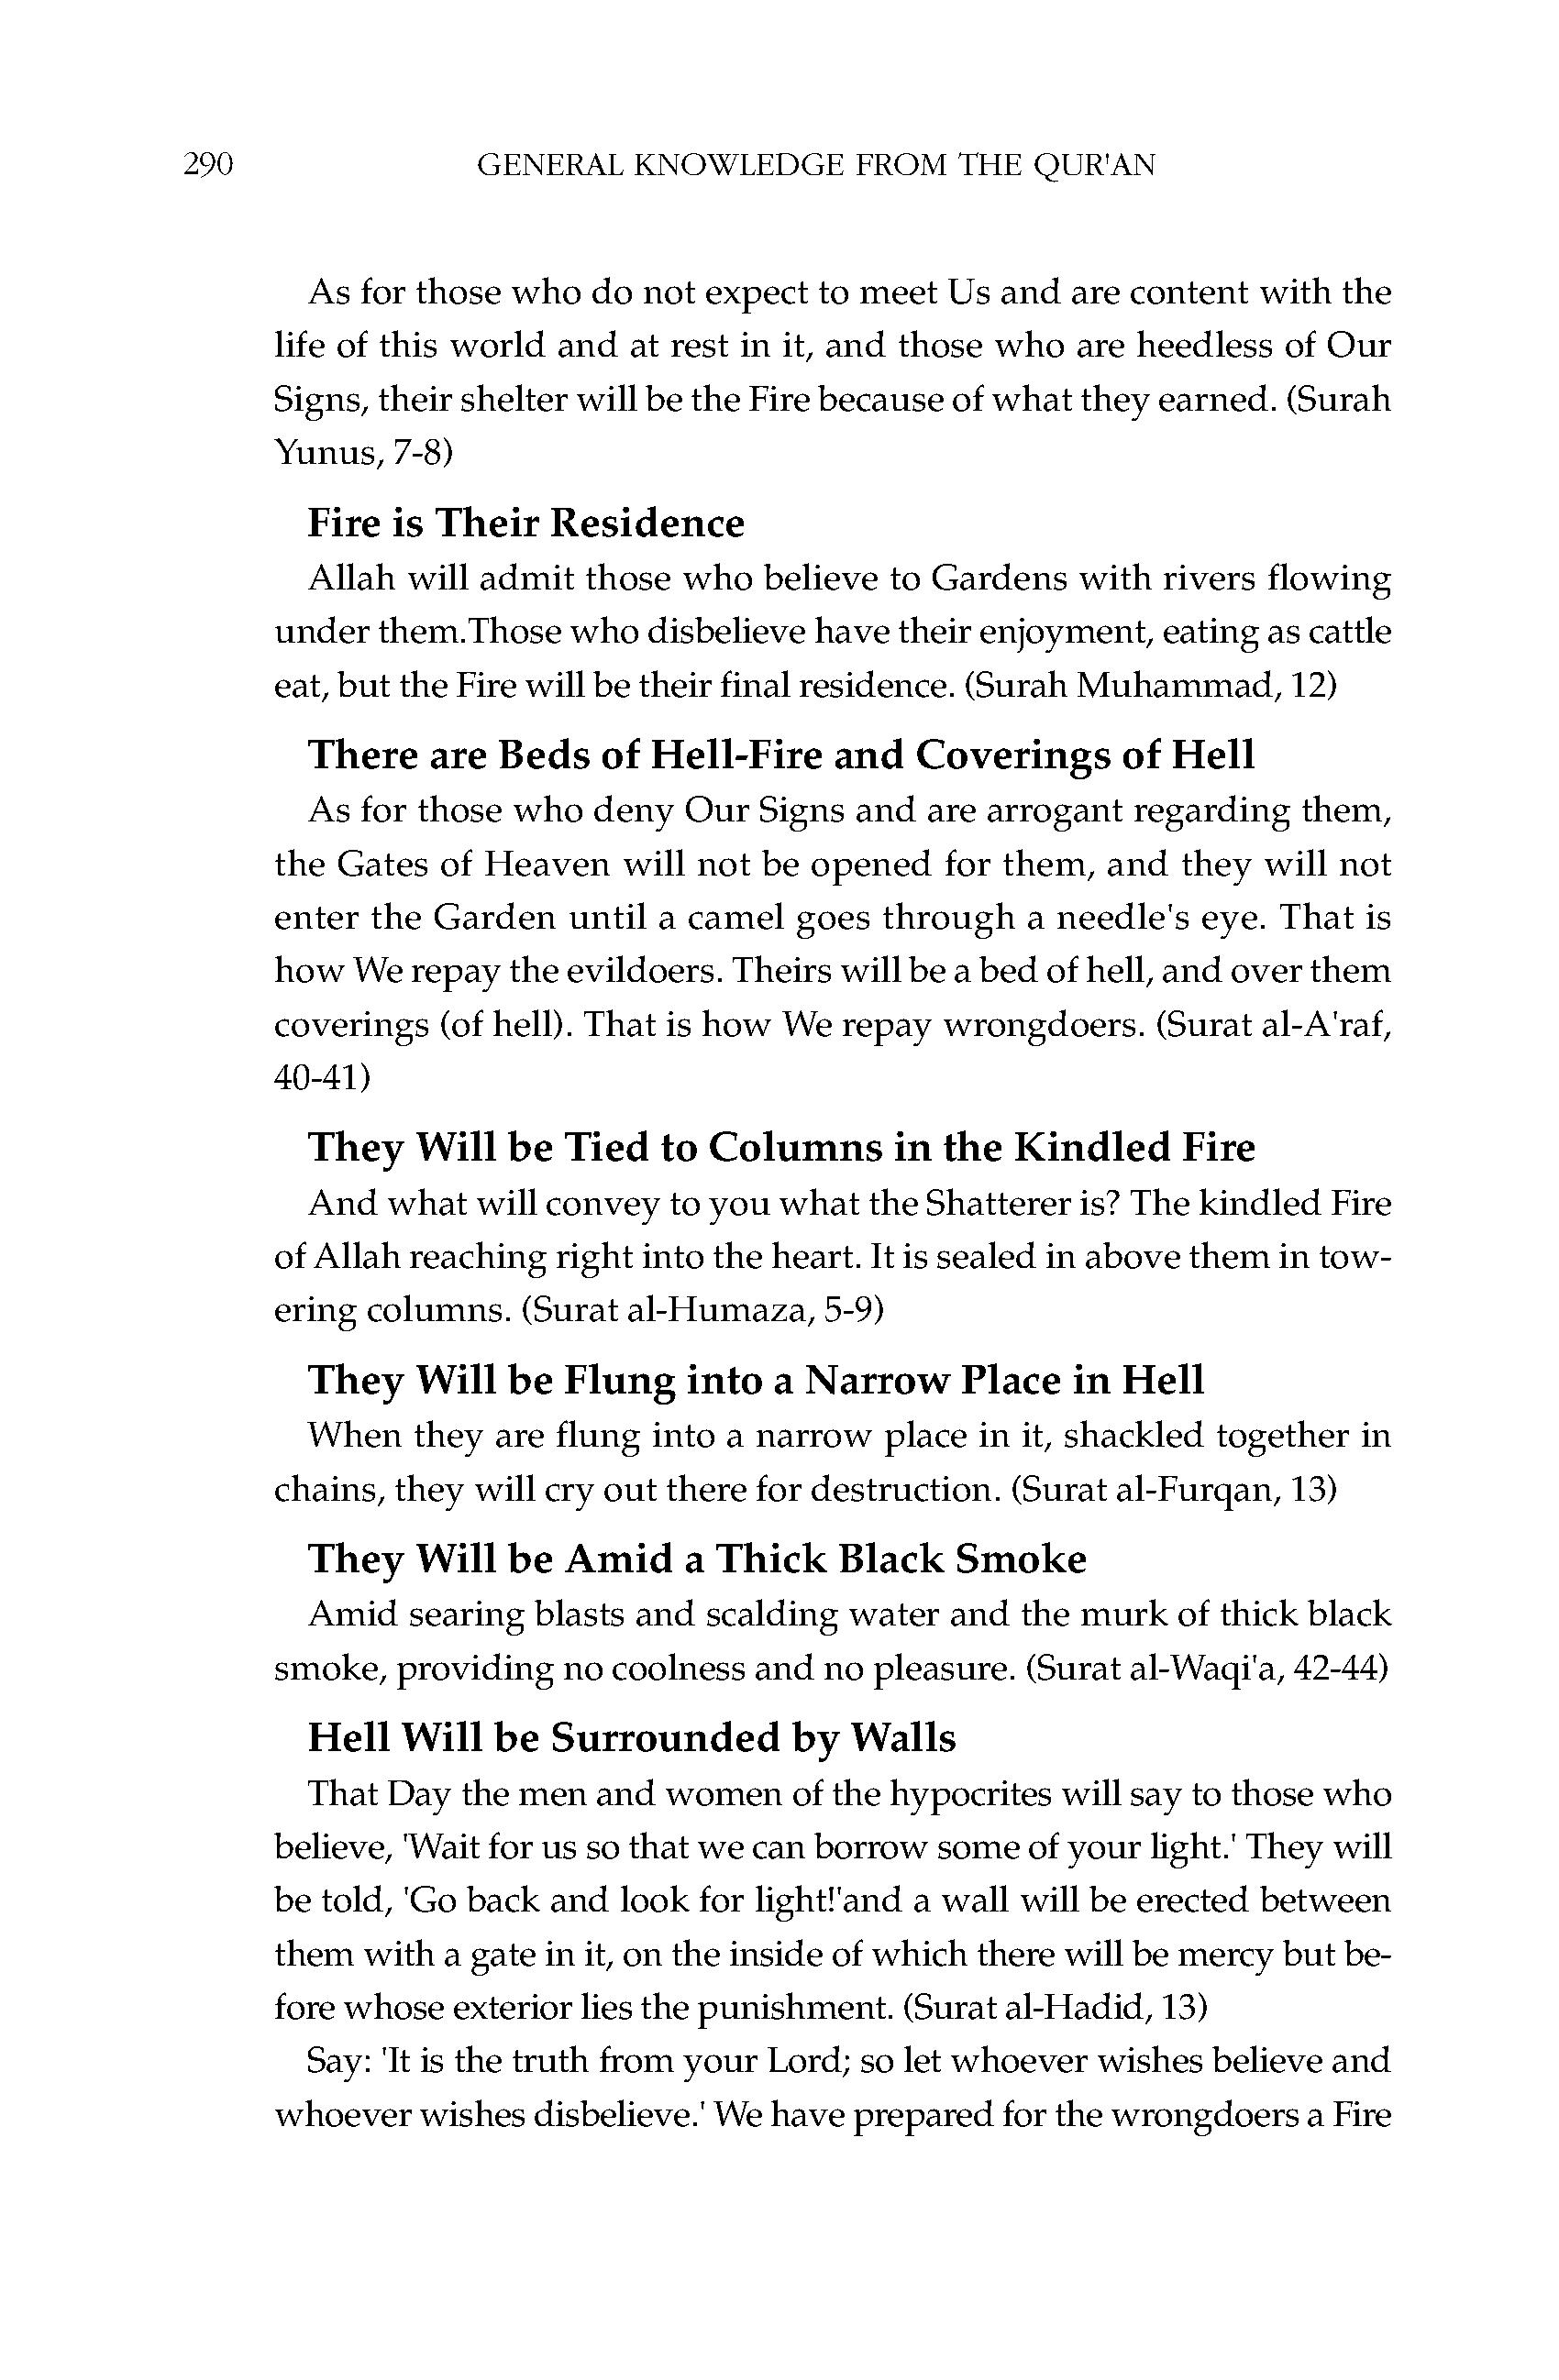 290 GENERAL KNOWLEDGE FROM THE QUR'AN
As for those who do not expect to meet Us and are content with the
life of this world and at rest in it, and those who are heedless of Our
Signs, their shelter will be the Fire because of what they earned. (Surah
Yunus, 7-8)
Fire is Their Residence
Allah will admit those who believe to Gardens with rivers flowing
under them.Those who disbelieve have their enjoyment, eating as cattle
eat, but the Fire will be their final residence. (Surah Muhammad, 12)
There are Beds of Hell-Fire and Coverings of Hell
As for those who deny Our Signs and are arrogant regarding them,
the Gates of Heaven will not be opened for them, and they will not
enter the Garden until a camel goes through a needle's eye. That is
how We repay the evildoers. Theirs will be a bed of hell, and over them
coverings (of hell). That is how We repay wrongdoers. (Surat al-A'raf,
40-41)
They Will be Tied to Columns in the Kindled Fire
And what will convey to you what the Shatterer is? The kindled Fire
of Allah reaching right into the heart. It is sealed in above them in tow-
ering columns. (Surat al-Humaza, 5-9)
They Will be Flung into a Narrow Place in Hell
When they are flung into a narrow place in it, shackled together in
chains, they will cry out there for destruction. (Surat al-Furqan, 13)
They Will be Amid a Thick Black Smoke
Amid searing blasts and scalding water and the murk of thick black
smoke, providing no coolness and no pleasure. (Surat al-Waqi'a, 42-44)
Hell Will be Surrounded by Walls
That Day the men and women of the hypocrites will say to those who
believe, 'Wait for us so that we can borrow some of your light.' They will
be told, 'Go back and look for light!'and a wall will be erected between
them with a gate in it, on the inside of which there will be mercy but be-
fore whose exterior lies the punishment. (Surat al-Hadid, 13)
Say: 'It is the truth from your Lord; so let whoever wishes believe and
whoever wishes disbelieve.' We have prepared for the wrongdoers a Fire